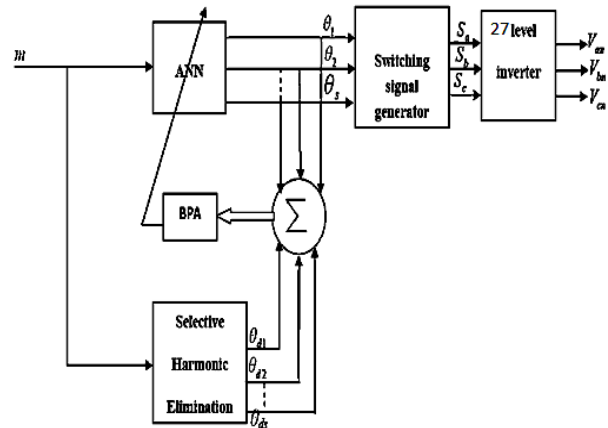 m
ANN
θ1
θ2
θs
Switching
signal
generator
Sa
Sb
Sc
27 level
inverter
Van
Vbn
Vcn
BPA
Σ
Selective
Harmonic
Elimination
θd1
θd2
θds